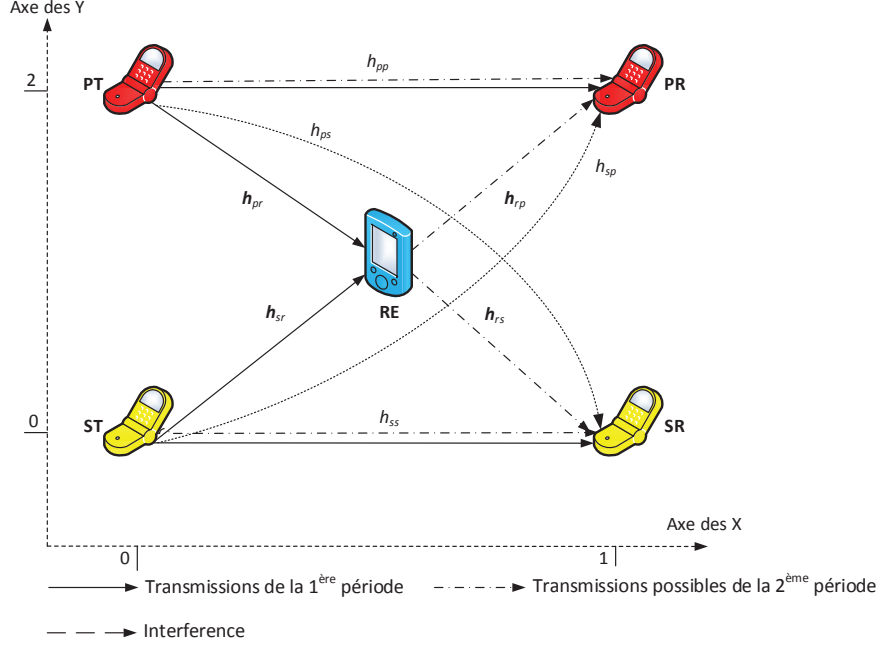 Axe des Y
h_pp
2
PT
PR
h_ps
h_sp
h_pr
h_rp
RE
h_sr
h_rs
0
h_ss
ST
SR
Axe des X
0
1
Transmissions de la 1ère période
Transmissions possibles de la 2ème période
Interference